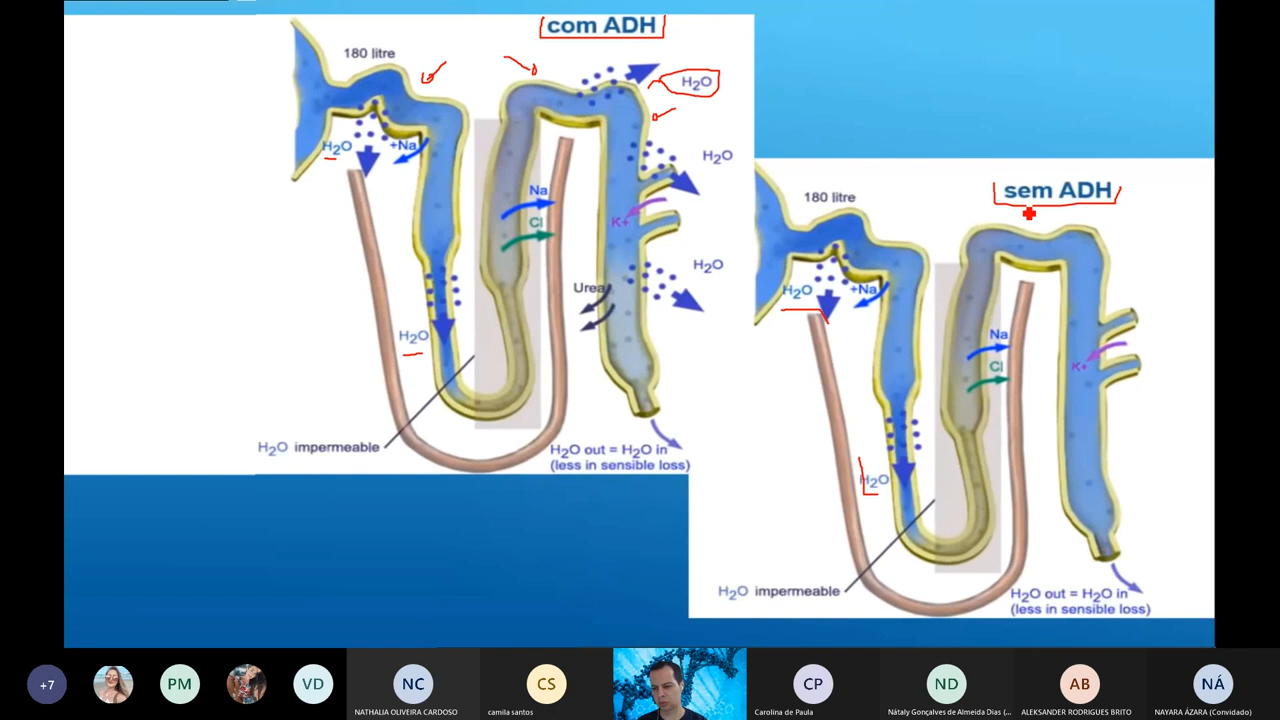 com ADH
180 litre
H₂O
H₂O
+Na
H₂O
Na
Cl
K+
H₂O
Urea
H₂O
H₂O impermeable
H₂O out = H₂O in
(less in sensible loss)
sem ADH
180 litre
H₂O
+Na
Na
Cl
K+
H₂O
H₂O impermeable
H₂O out = H₂O in
(less in sensible loss)
+7
PM
VD
NC
NATHALIA OLIVEIRA CARDOSO
CS
camila santos
CP
Carolina de Paula
ND
Nátaly Gonçalves de Almeida Dias (...
AB
ALEKSANDER RODRIGUES BRITO
NÁ
NAYARA ÁZARA (Convidado)